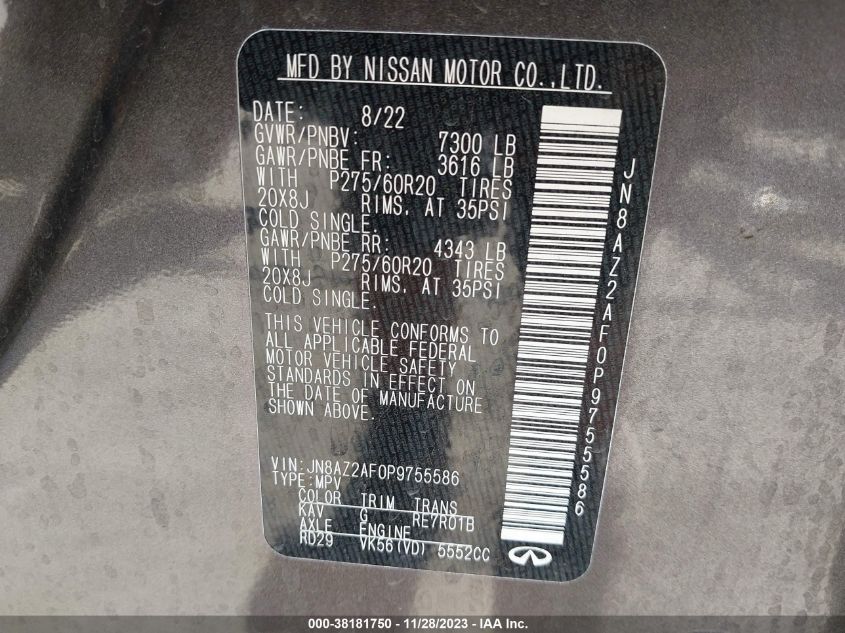 MFD BY NISSAN MOTOR CO.,LTD.
DATE: 8/22
GVWR/PNBV: 7300 LB
GAWR/PNBE FR: 3616 LB
WITH P275/60R20 TIRES
20X8J RIMS, AT 35PSI
COLD SINGLE.
GAWR/PNBE RR: 4343 LB
WITH P275/60R20 TIRES
20X8J RIMS, AT 35PSI
COLD SINGLE.
THIS VEHICLE CONFORMS TO
ALL APPLICABLE FEDERAL
MOTOR VEHICLE SAFETY
STANDARDS IN EFFECT ON
THE DATE OF MANUFACTURE
SHOWN ABOVE.
VIN:JN8AZ2AF0P9755586
TYPE:MPV
COLOR TRIM TRANS
KAV G RE7R01B
AXLE ENGINE
RD29 VK56(VD) 5552CC
JN8AZ2AF0P9755586
000-38181750 | 11/28/2023 - IAA Inc.